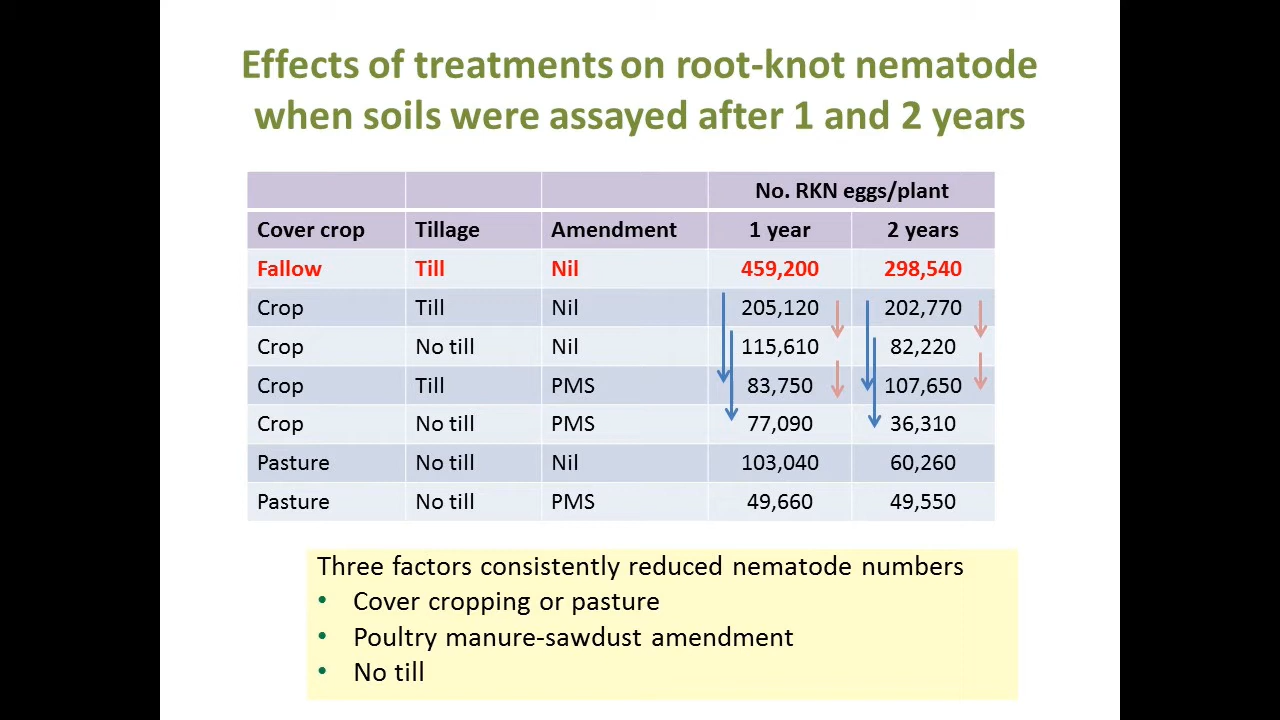 Effects of treatments on root-knot nematode
when soils were assayed after 1 and 2 years
No. RKN eggs/plant
Cover crop Tillage Amendment 1 year 2 years
Fallow Till Nil 459,200 298,540
Crop Till Nil 205,120 202,770
Crop No till Nil 115,610 82,220
Crop Till PMS 83,750 107,650
Crop No till PMS 77,090 36,310
Pasture No till Nil 103,040 60,260
Pasture No till PMS 49,660 49,550
Three factors consistently reduced nematode numbers
• Cover cropping or pasture
• Poultry manure-sawdust amendment
• No till